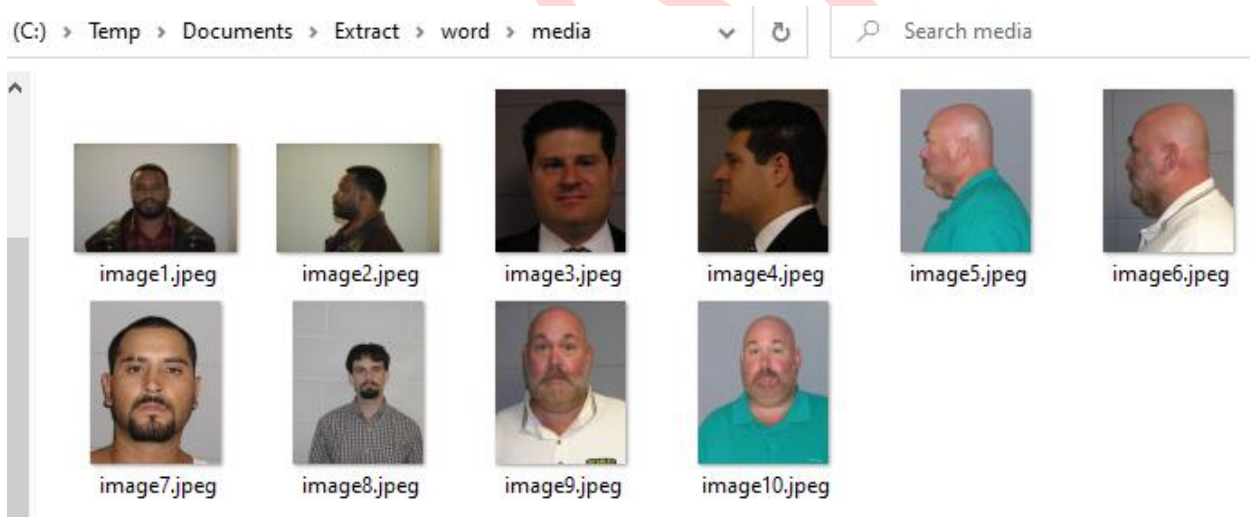 (C:) > Temp > Documents > Extract > word > media
Search media
image1.jpeg
image2.jpeg
image3.jpeg
image4.jpeg
image5.jpeg
image6.jpeg
image7.jpeg
image8.jpeg
image9.jpeg
image10.jpeg